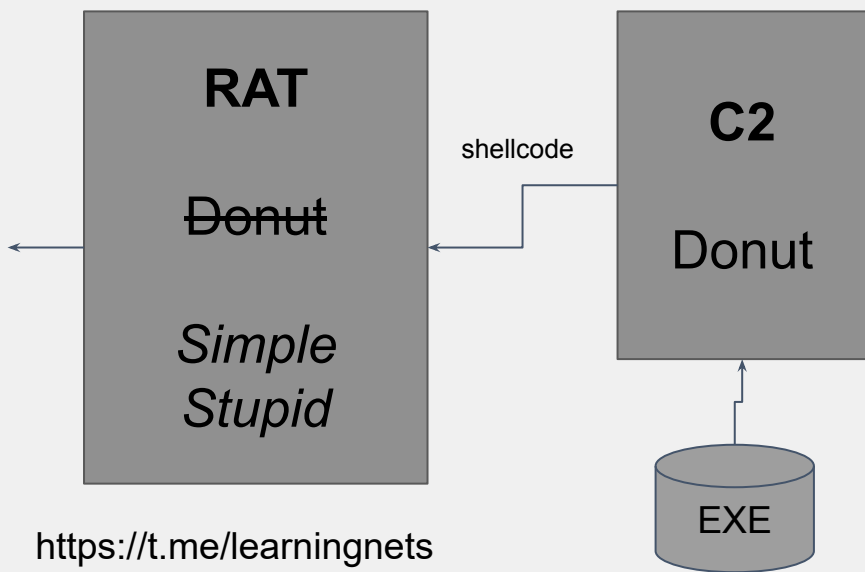 RAT
Donut
Simple
Stupid
shellcode
C2
Donut
EXE
https://t.me/learningnets